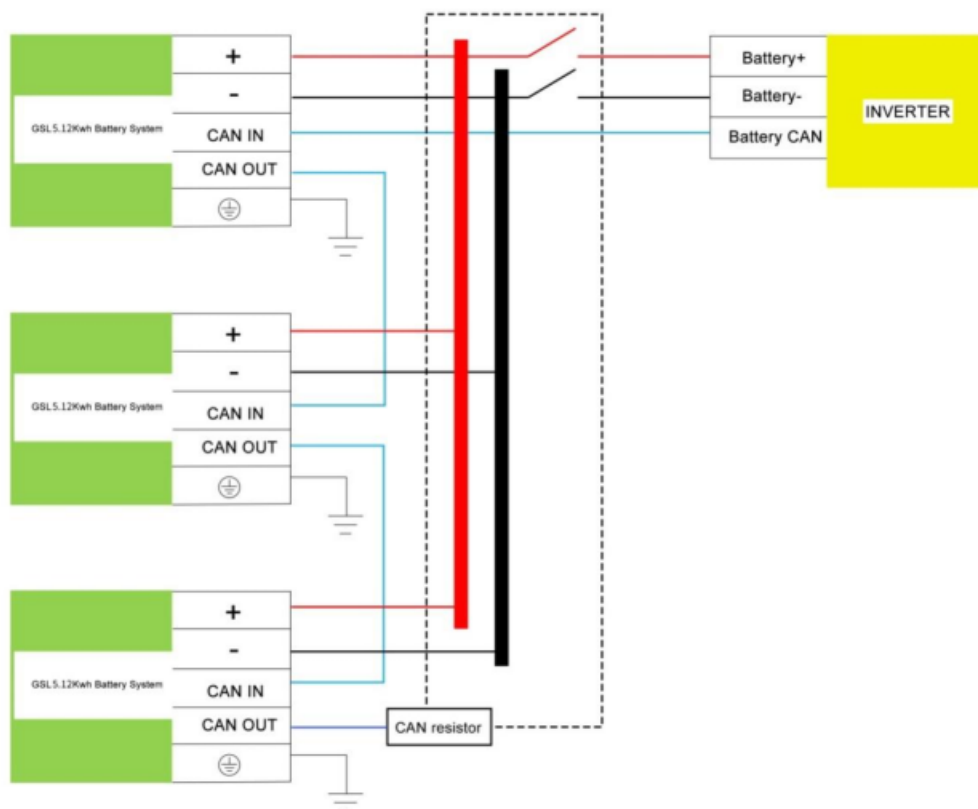 +
Battery+
-
Battery-
INVERTER
GSL5.12Kwh Battery System
CAN IN
Battery CAN
CAN OUT
+
-
GSL5.12Kwh Battery System
CAN IN
CAN OUT
+
-
GSL5.12Kwh Battery System
CAN IN
CAN OUT
CAN resistor